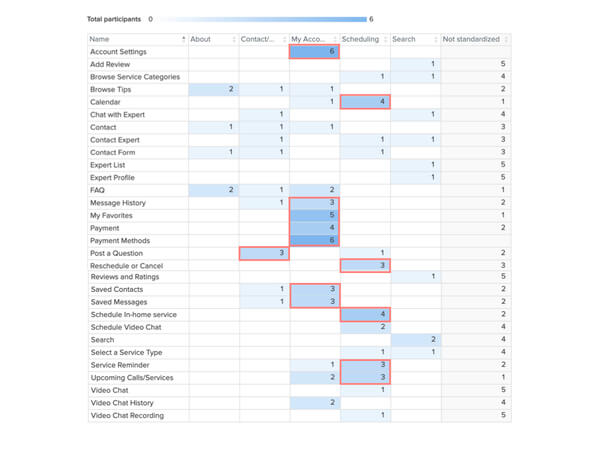 Total participants 0 6
Name About Contact/... My Acco... Scheduling Search Not standardized
Account Settings 6
Add Review 1 5
Browse Service Categories 1 1 4
Browse Tips 2 1 1 2
Calendar 1 4 1
Chat with Expert 1 1 4
Contact 1 1 1 3
Contact Expert 1 1 1 3
Contact Form 1 1 1 3
Expert List 1 5
Expert Profile 1 5
FAQ 2 1 2 1
Message History 1 3 2
My Favorites 5 1
Payment 4 2
Payment Methods 6
Post a Question 3 1 2
Reschedule or Cancel 3 3
Reviews and Ratings 1 5
Saved Contacts 1 3 2
Saved Messages 1 3 2
Schedule In-home service 4 2
Schedule Video Chat 2 4
Search 2 4
Select a Service Type 1 1 4
Service Reminder 1 3 2
Upcoming Calls/Services 2 3 1
Video Chat 1 5
Video Chat History 2 4
Video Chat Recording 1 5